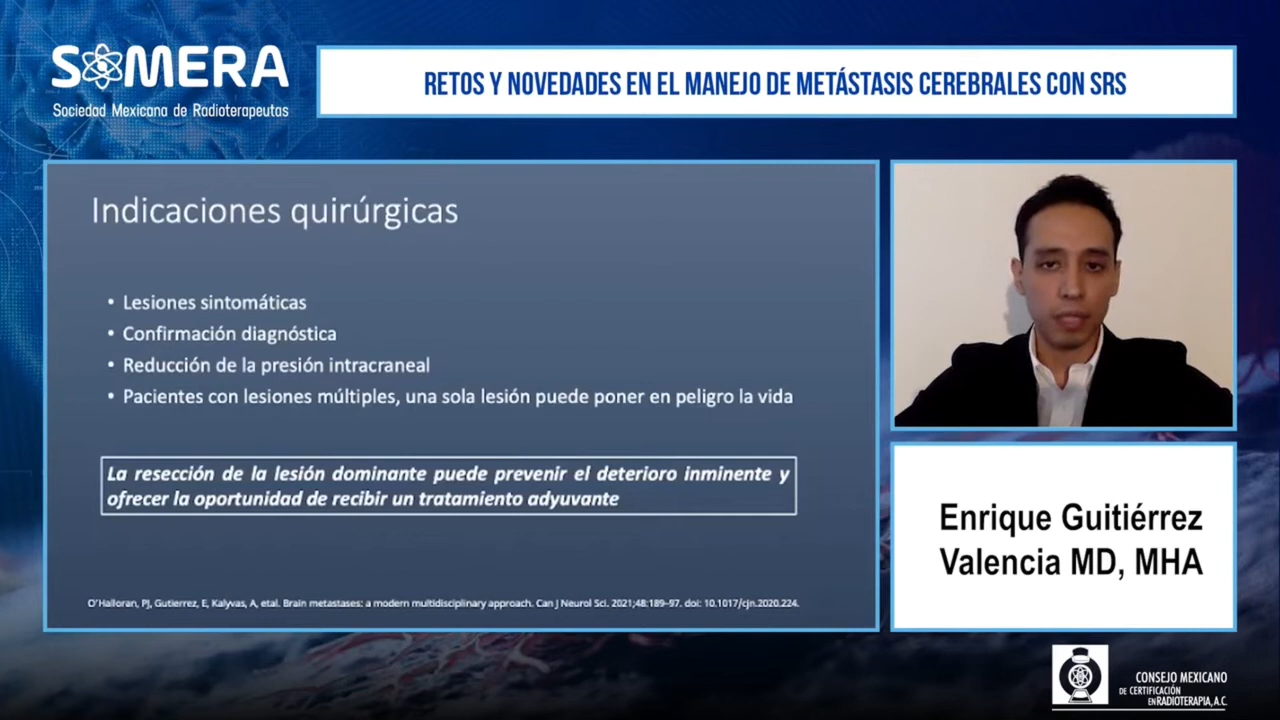 SOMERA
Sociedad Mexicana de Radioterapeutas
RETOS Y NOVEDADES EN EL MANEJO DE METÁSTASIS CEREBRALES CON SRS
Indicaciones quirúrgicas
• Lesiones sintomáticas
• Confirmación diagnóstica
• Reducción de la presión intracraneal
• Pacientes con lesiones múltiples, una sola lesión puede poner en peligro la vida
La resección de la lesión dominante puede prevenir el deterioro inminente y
ofrecer la oportunidad de recibir un tratamiento adyuvante
O'Halloran, PJ, Gutierrez, E, Kalyvas, A, etal. Brain metastases: a modern multidisciplinary approach. Can J Neurol Sci. 2021;48:189–97. doi: 10.1017/cjn.2020.224.
Enrique Guitiérrez
Valencia MD, MHA
CONSEJO MEXICANO
DE CERTIFICACIÓN
EN RADIOTERAPIA, A.C.